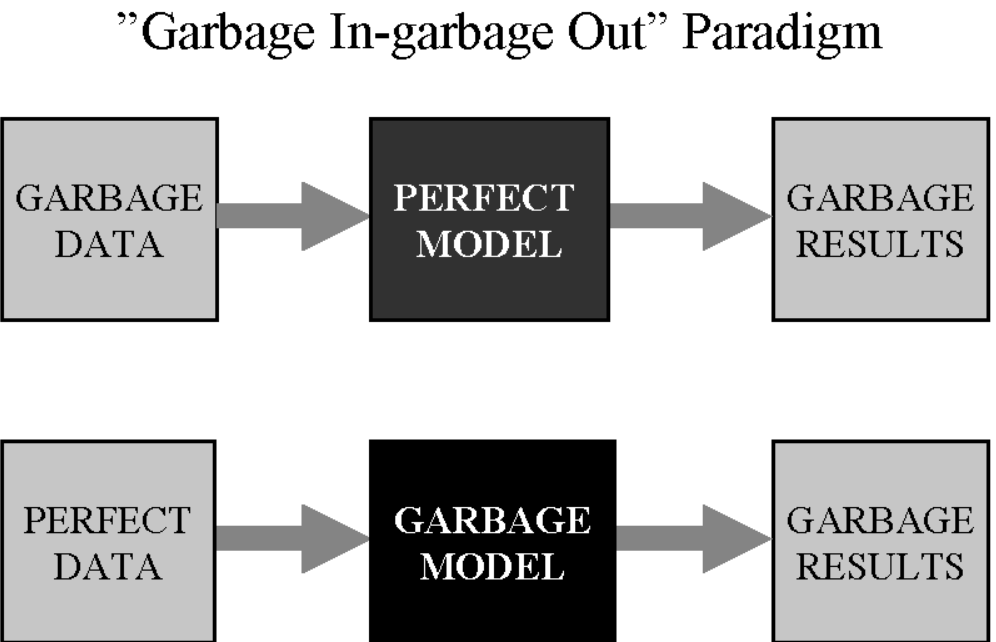 ”Garbage In-garbage Out” Paradigm
GARBAGE
DATA
PERFECT
MODEL
GARBAGE
RESULTS
PERFECT
DATA
GARBAGE
MODEL
GARBAGE
RESULTS